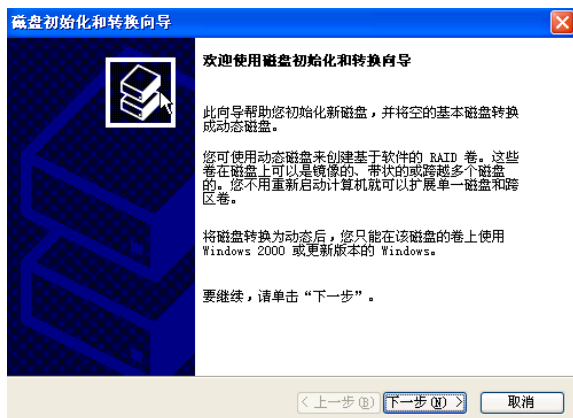 磁盘初始化和转换向导
欢迎使用磁盘初始化和转换向导
此向导帮助您初始化新磁盘，并将空的基本磁盘转换
成动态磁盘。
您可使用动态磁盘来创建基于软件的 RAID 卷。这些
卷在磁盘上可以是镜像的、带状的或跨越多个磁盘
的。您不用重新启动计算机就可以扩展单一磁盘和跨
区卷。
将磁盘转换为动态后，您只能在该磁盘的卷上使用
Windows 2000 或更新版本的 Windows。
要继续，请单击“下一步”。
< 上一步(B) 下一步(N) > 取消